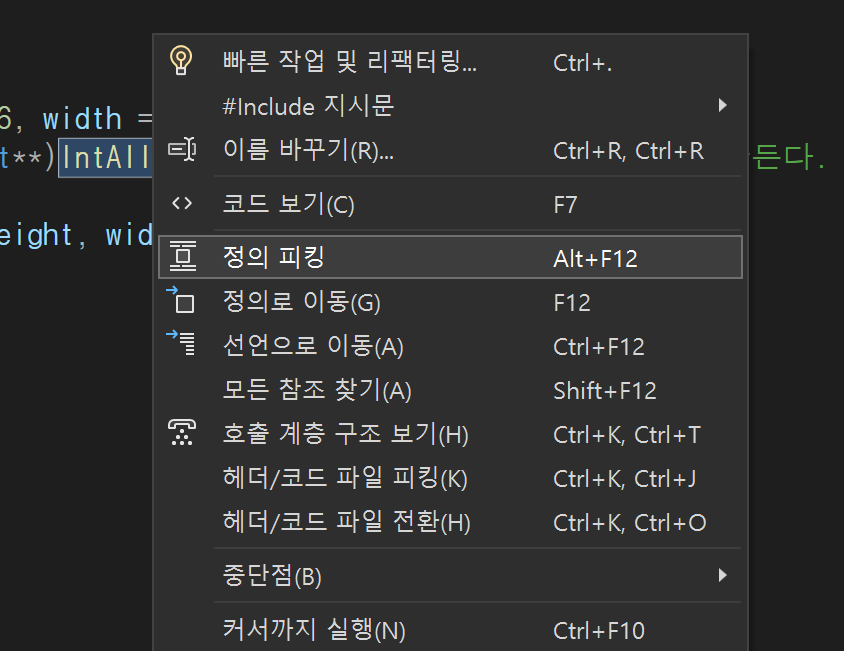 빠른 작업 및 리팩터링... Ctrl+.
#Include 지시문
6, width =
이름 바꾸기(R)... Ctrl+R, Ctrl+R
t**)IntAll 든다.
코드 보기(C) F7
eight, wid
정의 피킹 Alt+F12
정의로 이동(G) F12
선언으로 이동(A) Ctrl+F12
모든 참조 찾기(A) Shift+F12
호출 계층 구조 보기(H) Ctrl+K, Ctrl+T
헤더/코드 파일 피킹(K) Ctrl+K, Ctrl+J
헤더/코드 파일 전환(H) Ctrl+K, Ctrl+O
중단점(B)
커서까지 실행(N) Ctrl+F10